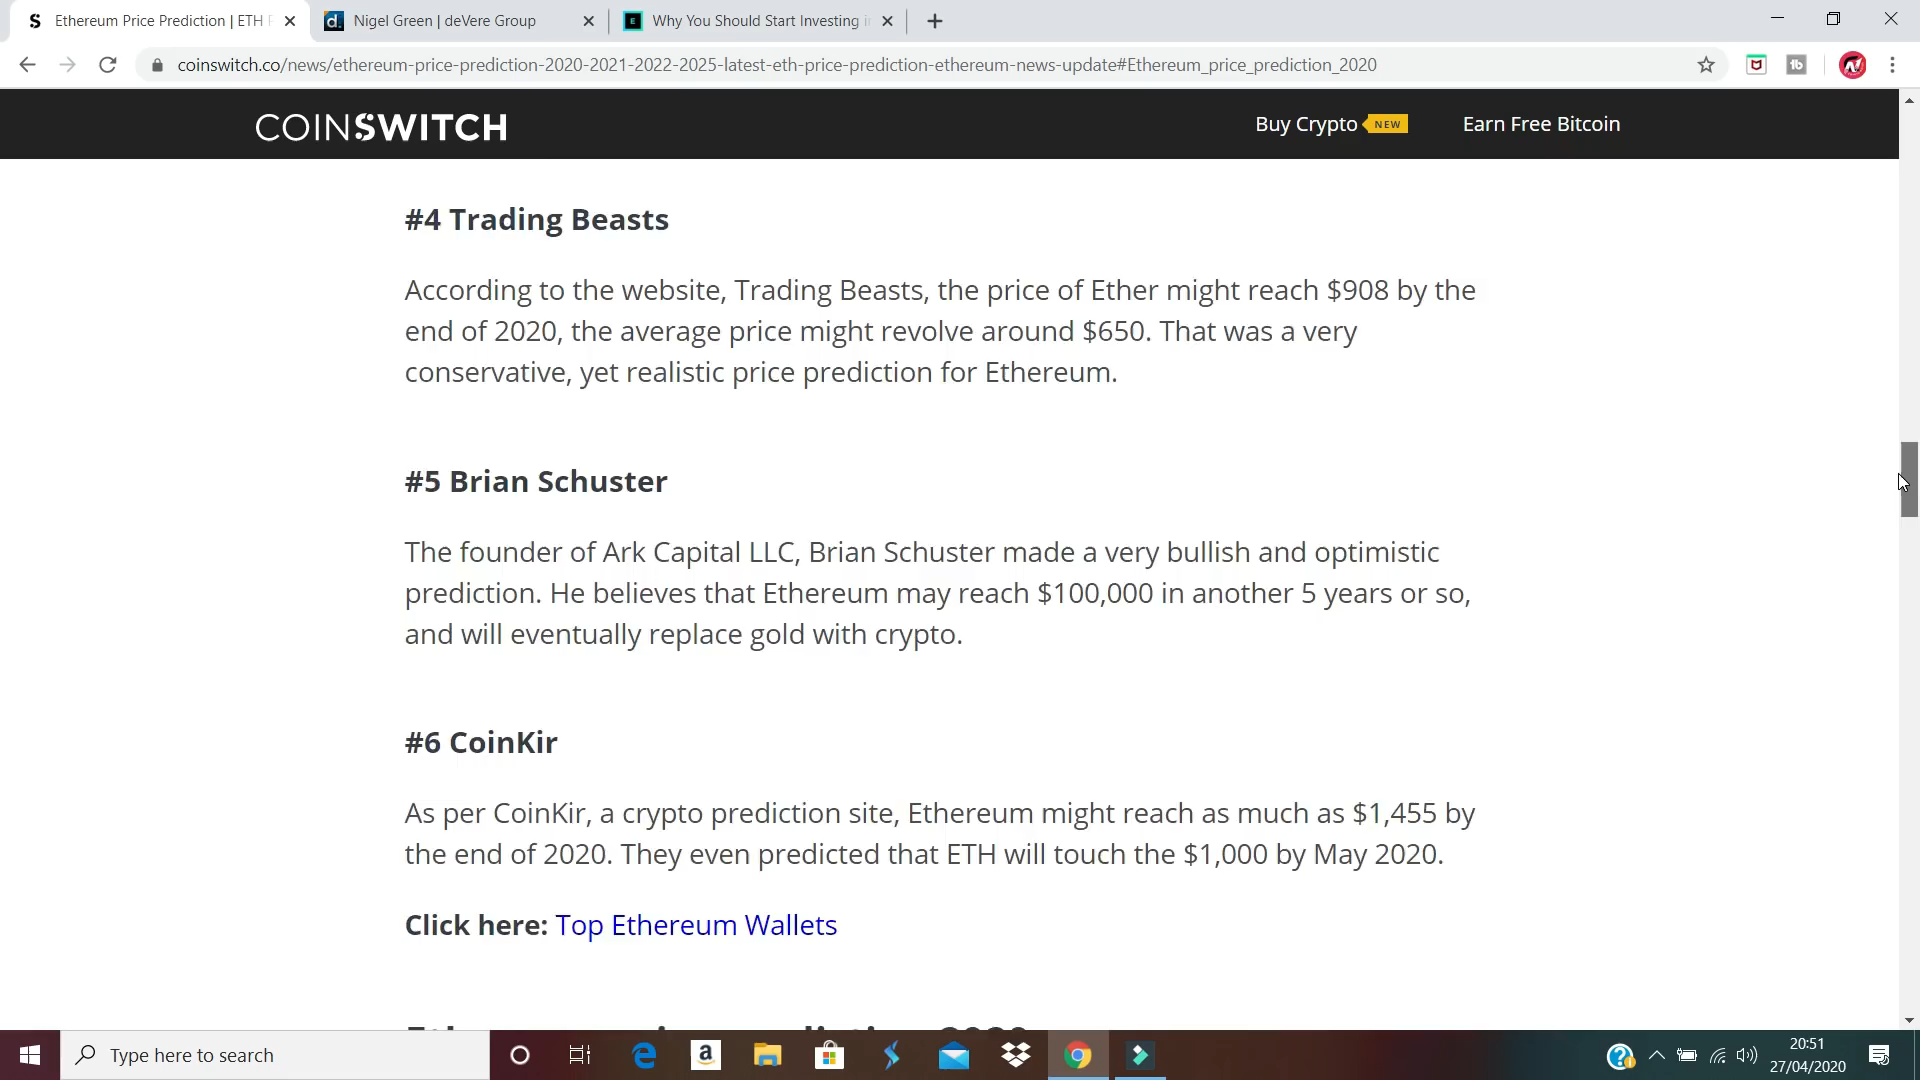 Ethereum Price Prediction | ETH P
Nigel Green | deVere Group
Why You Should Start Investing i
coinswitch.co/news/ethereum-price-prediction-2020-2021-2022-2025-latest-eth-price-prediction-ethereum-news-update#Ethereum_price_prediction_2020
COINSWITCH
Buy Crypto NEW
Earn Free Bitcoin
#4 Trading Beasts
According to the website, Trading Beasts, the price of Ether might reach $908 by the
end of 2020, the average price might revolve around $650. That was a very
conservative, yet realistic price prediction for Ethereum.
#5 Brian Schuster
The founder of Ark Capital LLC, Brian Schuster made a very bullish and optimistic
prediction. He believes that Ethereum may reach $100,000 in another 5 years or so,
and will eventually replace gold with crypto.
#6 CoinKir
As per CoinKir, a crypto prediction site, Ethereum might reach as much as $1,455 by
the end of 2020. They even predicted that ETH will touch the $1,000 by May 2020.
Click here: Top Ethereum Wallets
Type here to search
20:51
27/04/2020